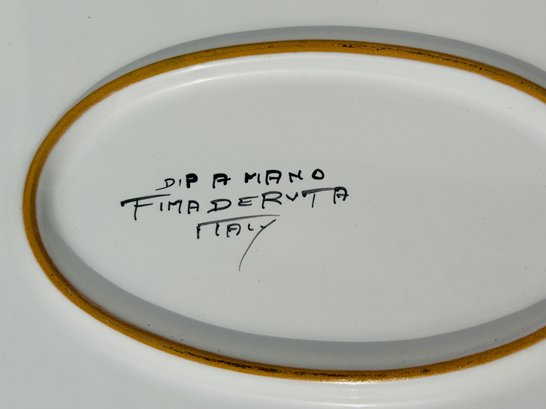 DIP A MANO
FIMA DERUTA
ITALY